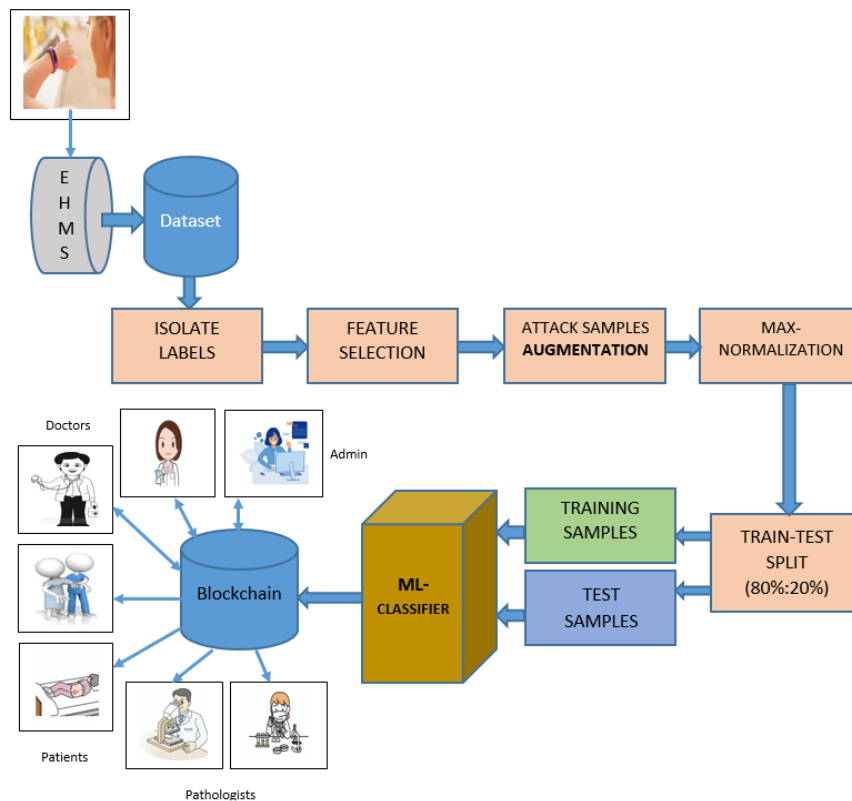 E
H
M
S
Dataset
ISOLATE
LABELS
FEATURE
SELECTION
ATTACK SAMPLES
AUGMENTATION
MAX-
NORMALIZATION
Doctors
Admin
TRAINING
SAMPLES
TRAIN-TEST
SPLIT
(80%:20%)
ML-
CLASSIFIER
Blockchain
TEST
SAMPLES
Patients
Pathologists